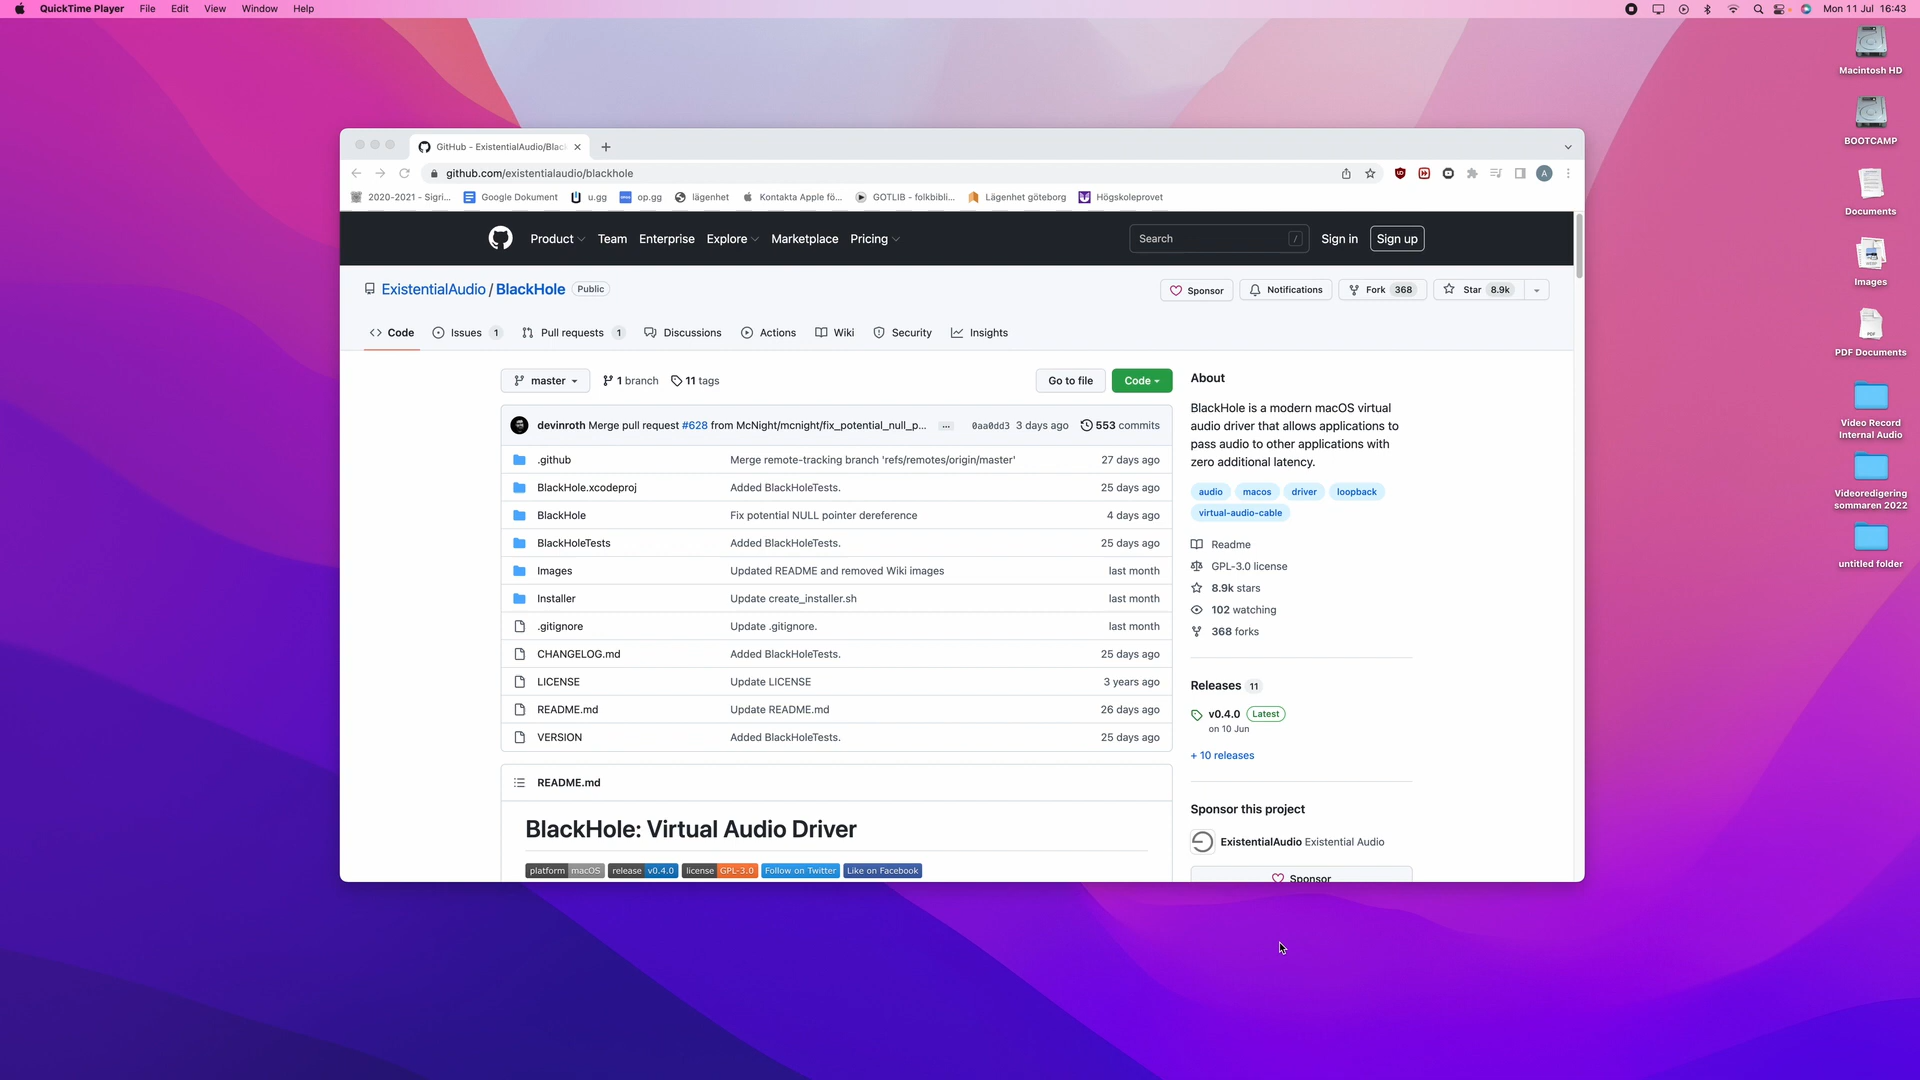 QuickTime Player File Edit View Window Help Mon 11 Jul 16:43
Macintosh HD
BOOTCAMP
Documents
Images
PDF Documents
Video Record
Internal Audio
Videoredigering
sommaren 2022
untitled folder
GitHub - ExistentialAudio/Blac
github.com/existentialaudio/blackhole A
2020-2021 - Sigri... Google Dokument u.gg op.gg lägenhet Kontakta Apple fö... GOTLIB - folkbibli... Lägenhet göteborg Högskoleprovet
Product Team Enterprise Explore Marketplace Pricing Search / Sign in Sign up
ExistentialAudio / BlackHole Public Sponsor Notifications Fork 368 Star 8.9k
Code Issues 1 Pull requests 1 Discussions Actions Wiki Security Insights
master 1 branch 11 tags Go to file Code
devinroth Merge pull request #628 from McNight/mcnight/fix_potential_null_p... ... 0aa0dd3 3 days ago 553 commits
.github Merge remote-tracking branch 'refs/remotes/origin/master' 27 days ago
BlackHole.xcodeproj Added BlackHoleTests. 25 days ago
BlackHole Fix potential NULL pointer dereference 4 days ago
BlackHoleTests Added BlackHoleTests. 25 days ago
Images Updated README and removed Wiki images last month
Installer Update create_installer.sh last month
.gitignore Update .gitignore. last month
CHANGELOG.md Added BlackHoleTests. 25 days ago
LICENSE Update LICENSE 3 years ago
README.md Update README.md 26 days ago
VERSION Added BlackHoleTests. 25 days ago
README.md
BlackHole: Virtual Audio Driver
platform macOS release v0.4.0 license GPL-3.0 Follow on Twitter Like on Facebook
About
BlackHole is a modern macOS virtual
audio driver that allows applications to
pass audio to other applications with
zero additional latency.
audio macos driver loopback
virtual-audio-cable
Readme
GPL-3.0 license
8.9k stars
102 watching
368 forks
Releases 11
v0.4.0 Latest
on 10 Jun
+ 10 releases
Sponsor this project
ExistentialAudio Existential Audio
Sponsor